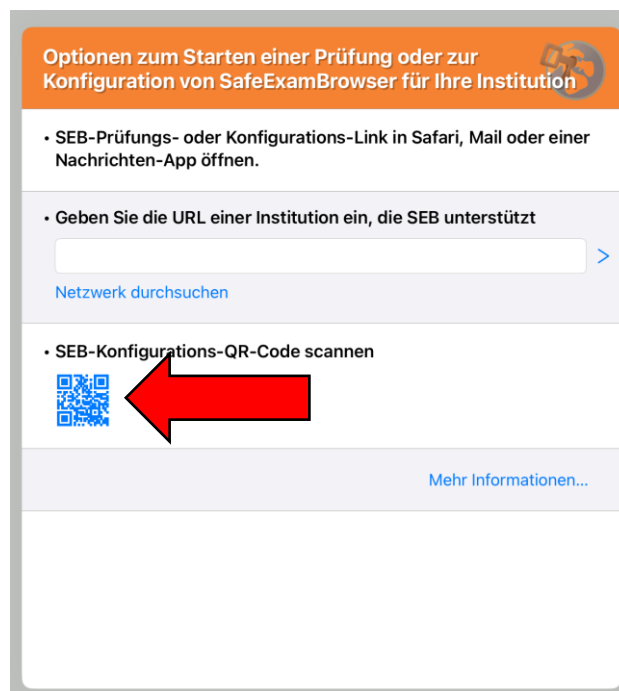 Optionen zum Starten einer Prüfung oder zur
Konfiguration von SafeExamBrowser für Ihre Institution
• SEB-Prüfungs- oder Konfigurations-Link in Safari, Mail oder einer
Nachrichten-App öffnen.
• Geben Sie die URL einer Institution ein, die SEB unterstützt
>
Netzwerk durchsuchen
• SEB-Konfigurations-QR-Code scannen
Mehr Informationen...